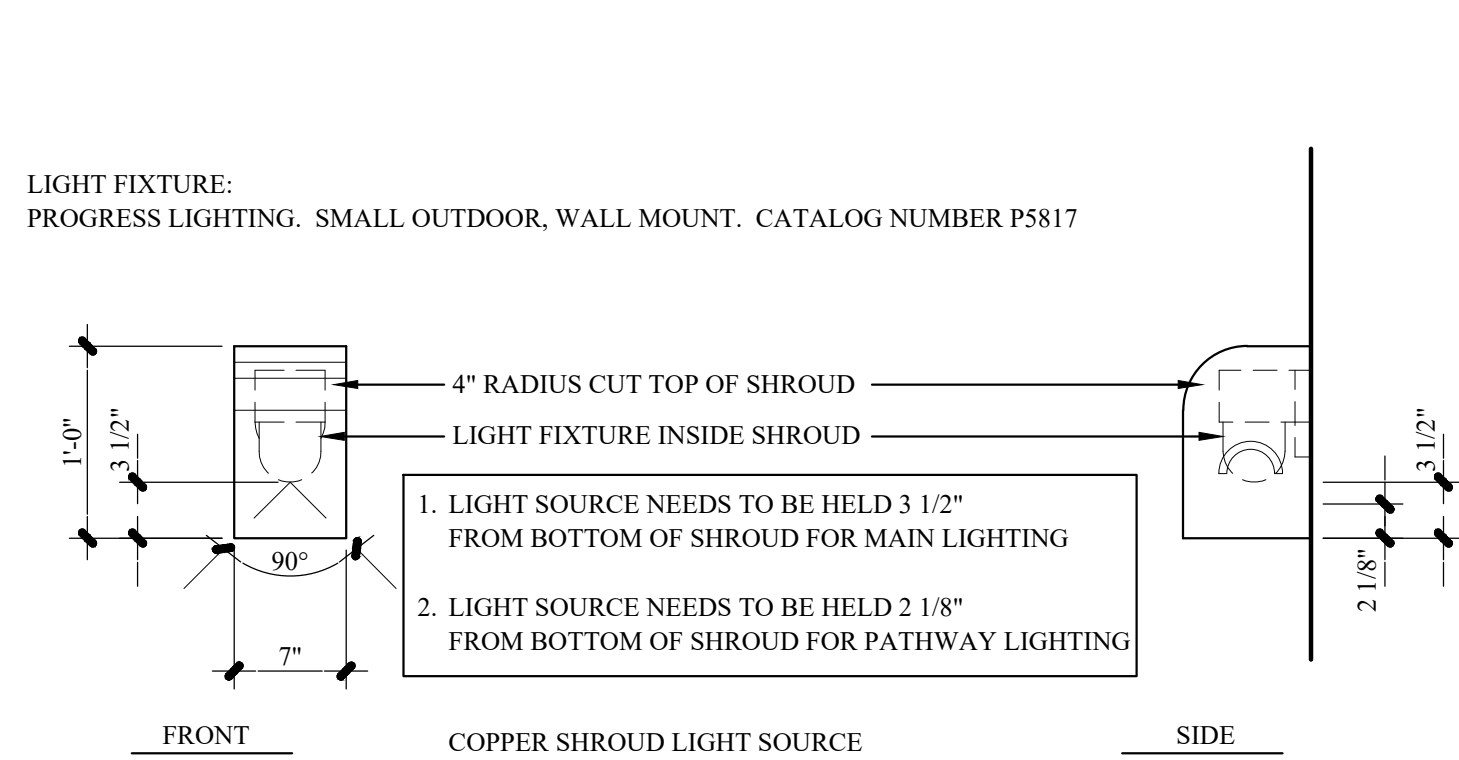 LIGHT FIXTURE:
PROGRESS LIGHTING. SMALL OUTDOOR, WALL MOUNT. CATALOG NUMBER P5817
4" RADIUS CUT TOP OF SHROUD
LIGHT FIXTURE INSIDE SHROUD
1'-0"
3 1/2"
3 1/2"
2 1/8"
1. LIGHT SOURCE NEEDS TO BE HELD 3 1/2"
FROM BOTTOM OF SHROUD FOR MAIN LIGHTING
2. LIGHT SOURCE NEEDS TO BE HELD 2 1/8"
FROM BOTTOM OF SHROUD FOR PATHWAY LIGHTING
90°
7"
FRONT
COPPER SHROUD LIGHT SOURCE
SIDE